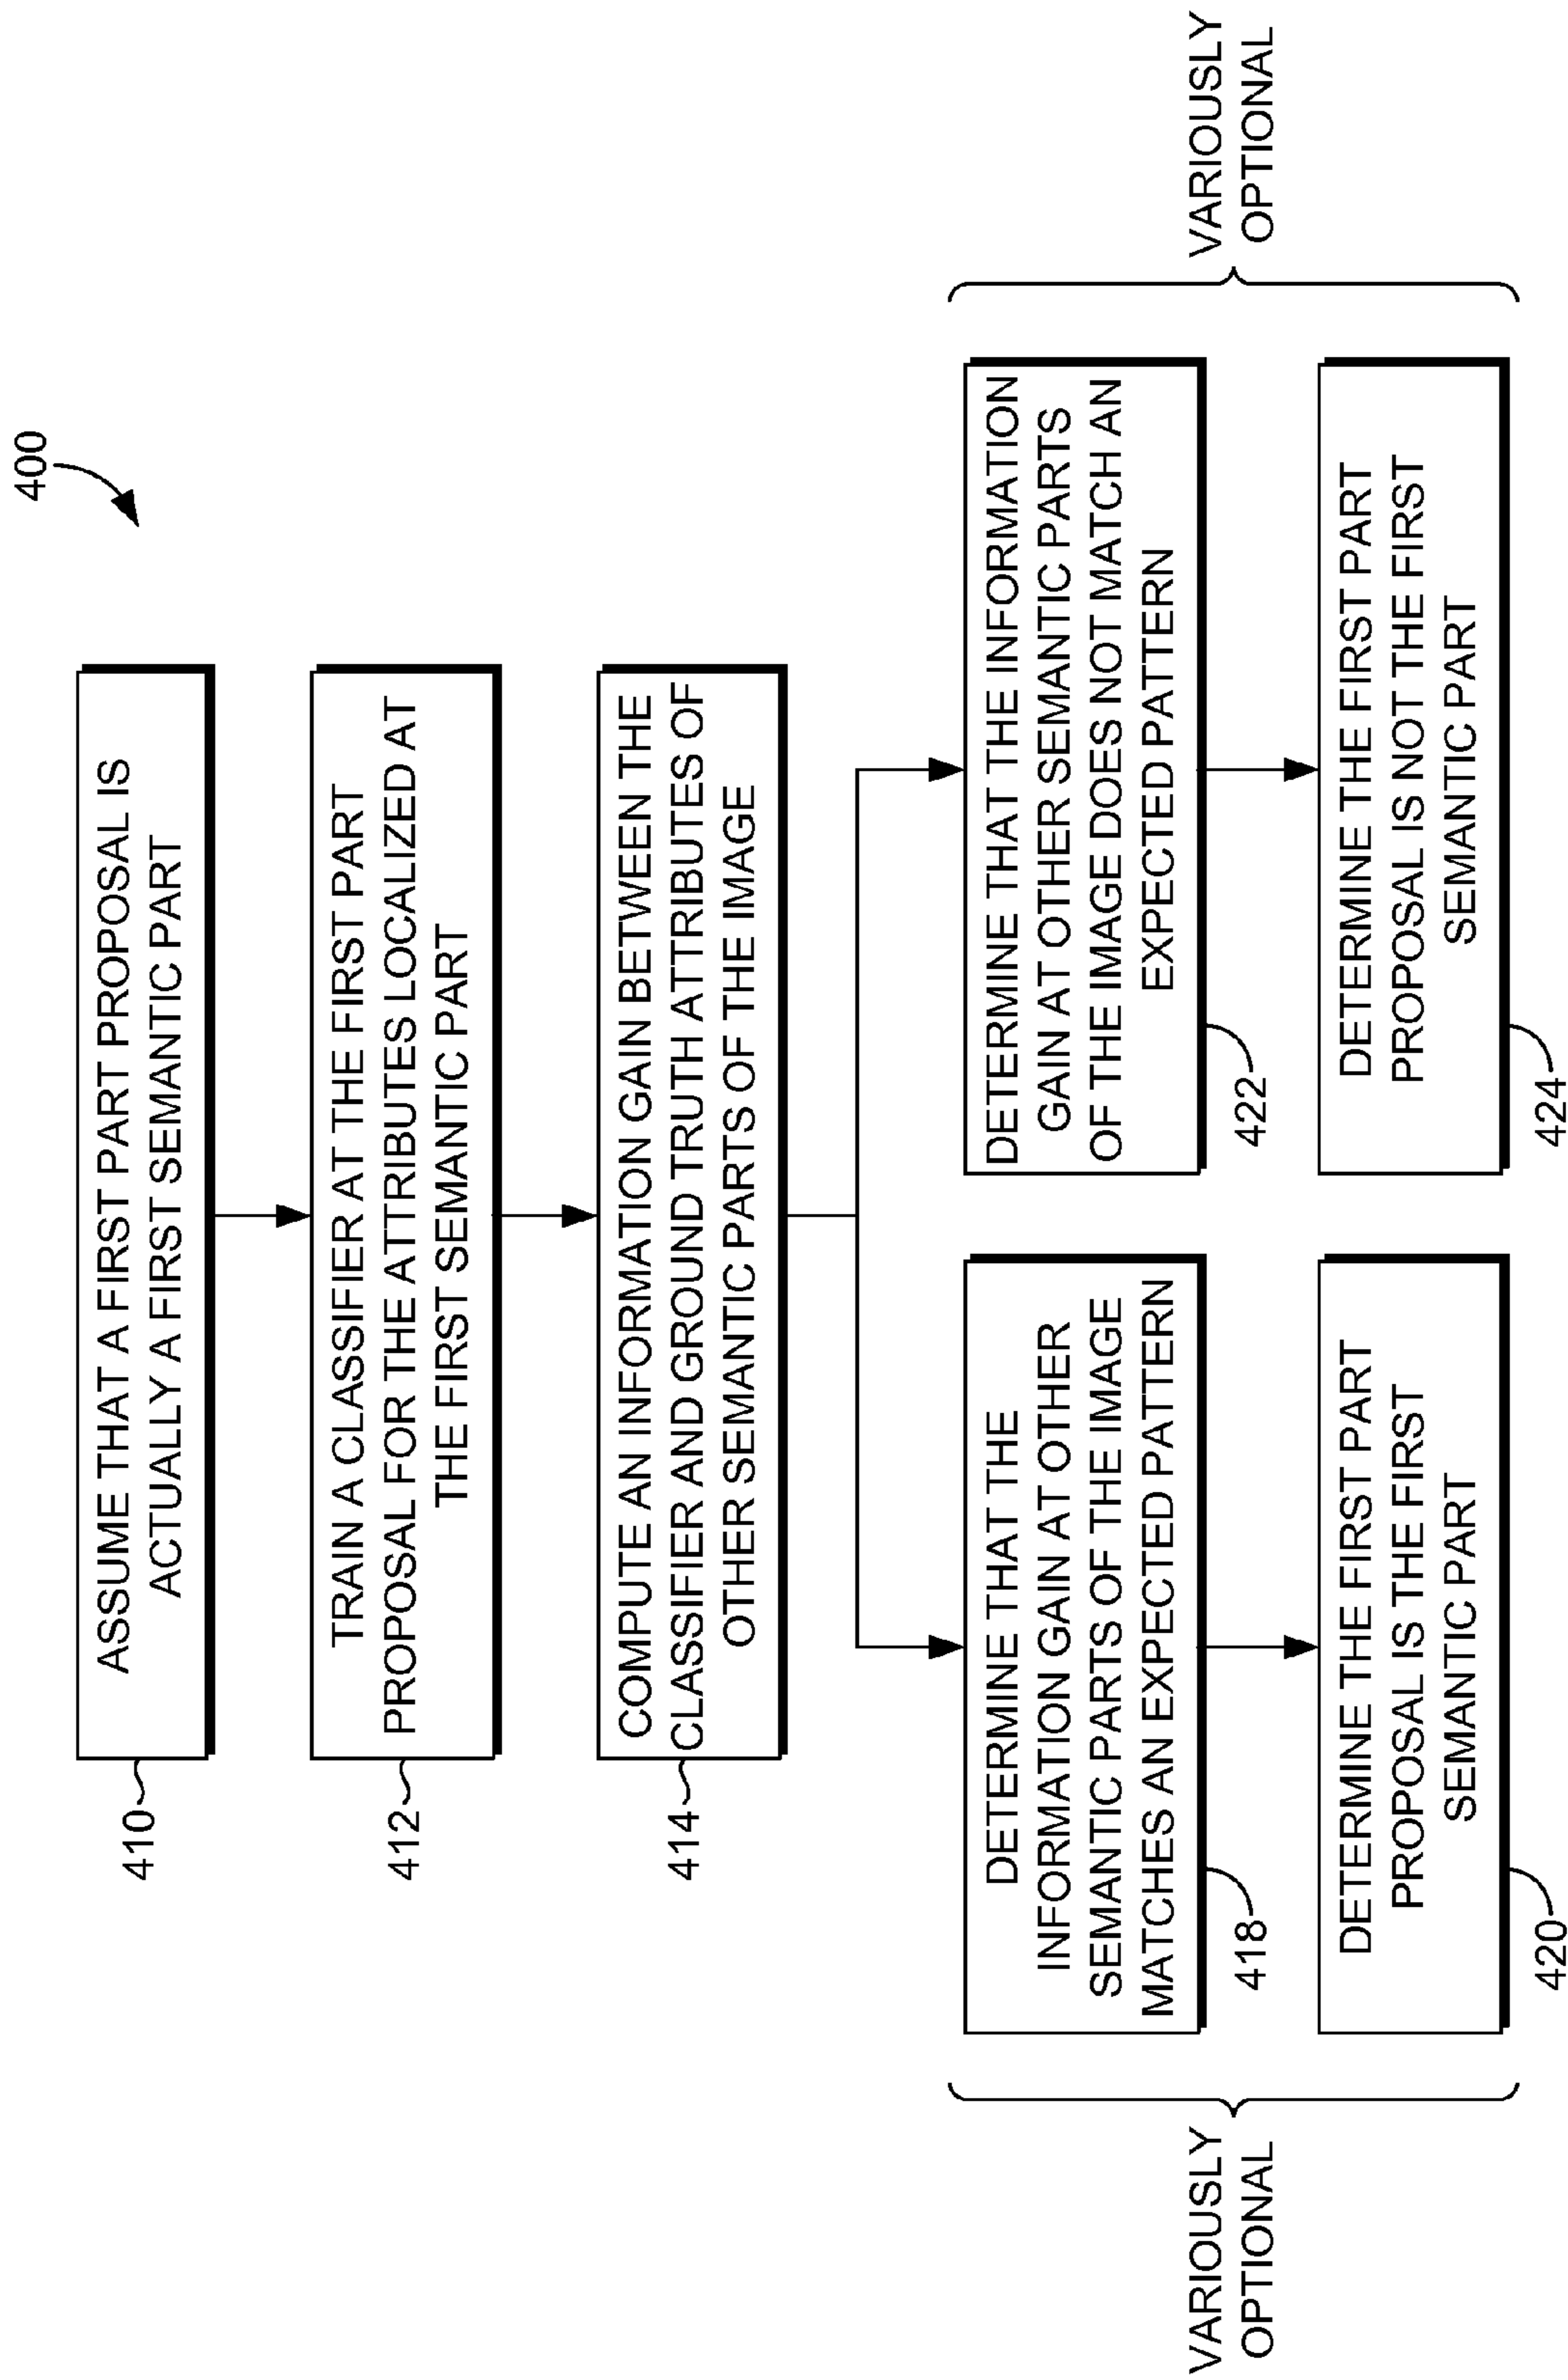 400
ASSUME THAT A FIRST PART PROPOSAL IS
ACTUALLY A FIRST SEMANTIC PART
410
TRAIN A CLASSIFIER AT THE FIRST PART
PROPOSAL FOR THE ATTRIBUTES LOCALIZED AT
THE FIRST SEMANTIC PART
412
COMPUTE AN INFORMATION GAIN BETWEEN THE
CLASSIFIER AND GROUND TRUTH ATTRIBUTES OF
OTHER SEMANTIC PARTS OF THE IMAGE
414
VARIOUSLY
OPTIONAL
DETERMINE THAT THE
INFORMATION GAIN AT OTHER
SEMANTIC PARTS OF THE IMAGE
MATCHES AN EXPECTED PATTERN
418
DETERMINE THE FIRST PART
PROPOSAL IS THE FIRST
SEMANTIC PART
420
DETERMINE THAT THE INFORMATION
GAIN AT OTHER SEMANTIC PARTS
OF THE IMAGE DOES NOT MATCH AN
EXPECTED PATTERN
422
DETERMINE THE FIRST PART
PROPOSAL IS NOT THE FIRST
SEMANTIC PART
424
VARIOUSLY
OPTIONAL